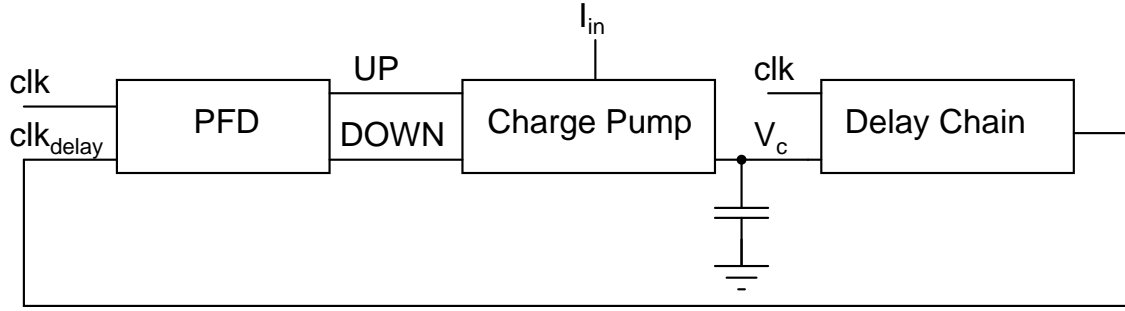 I_in
clk UP clk
PFD Charge Pump Delay Chain
clk_delay DOWN V_c